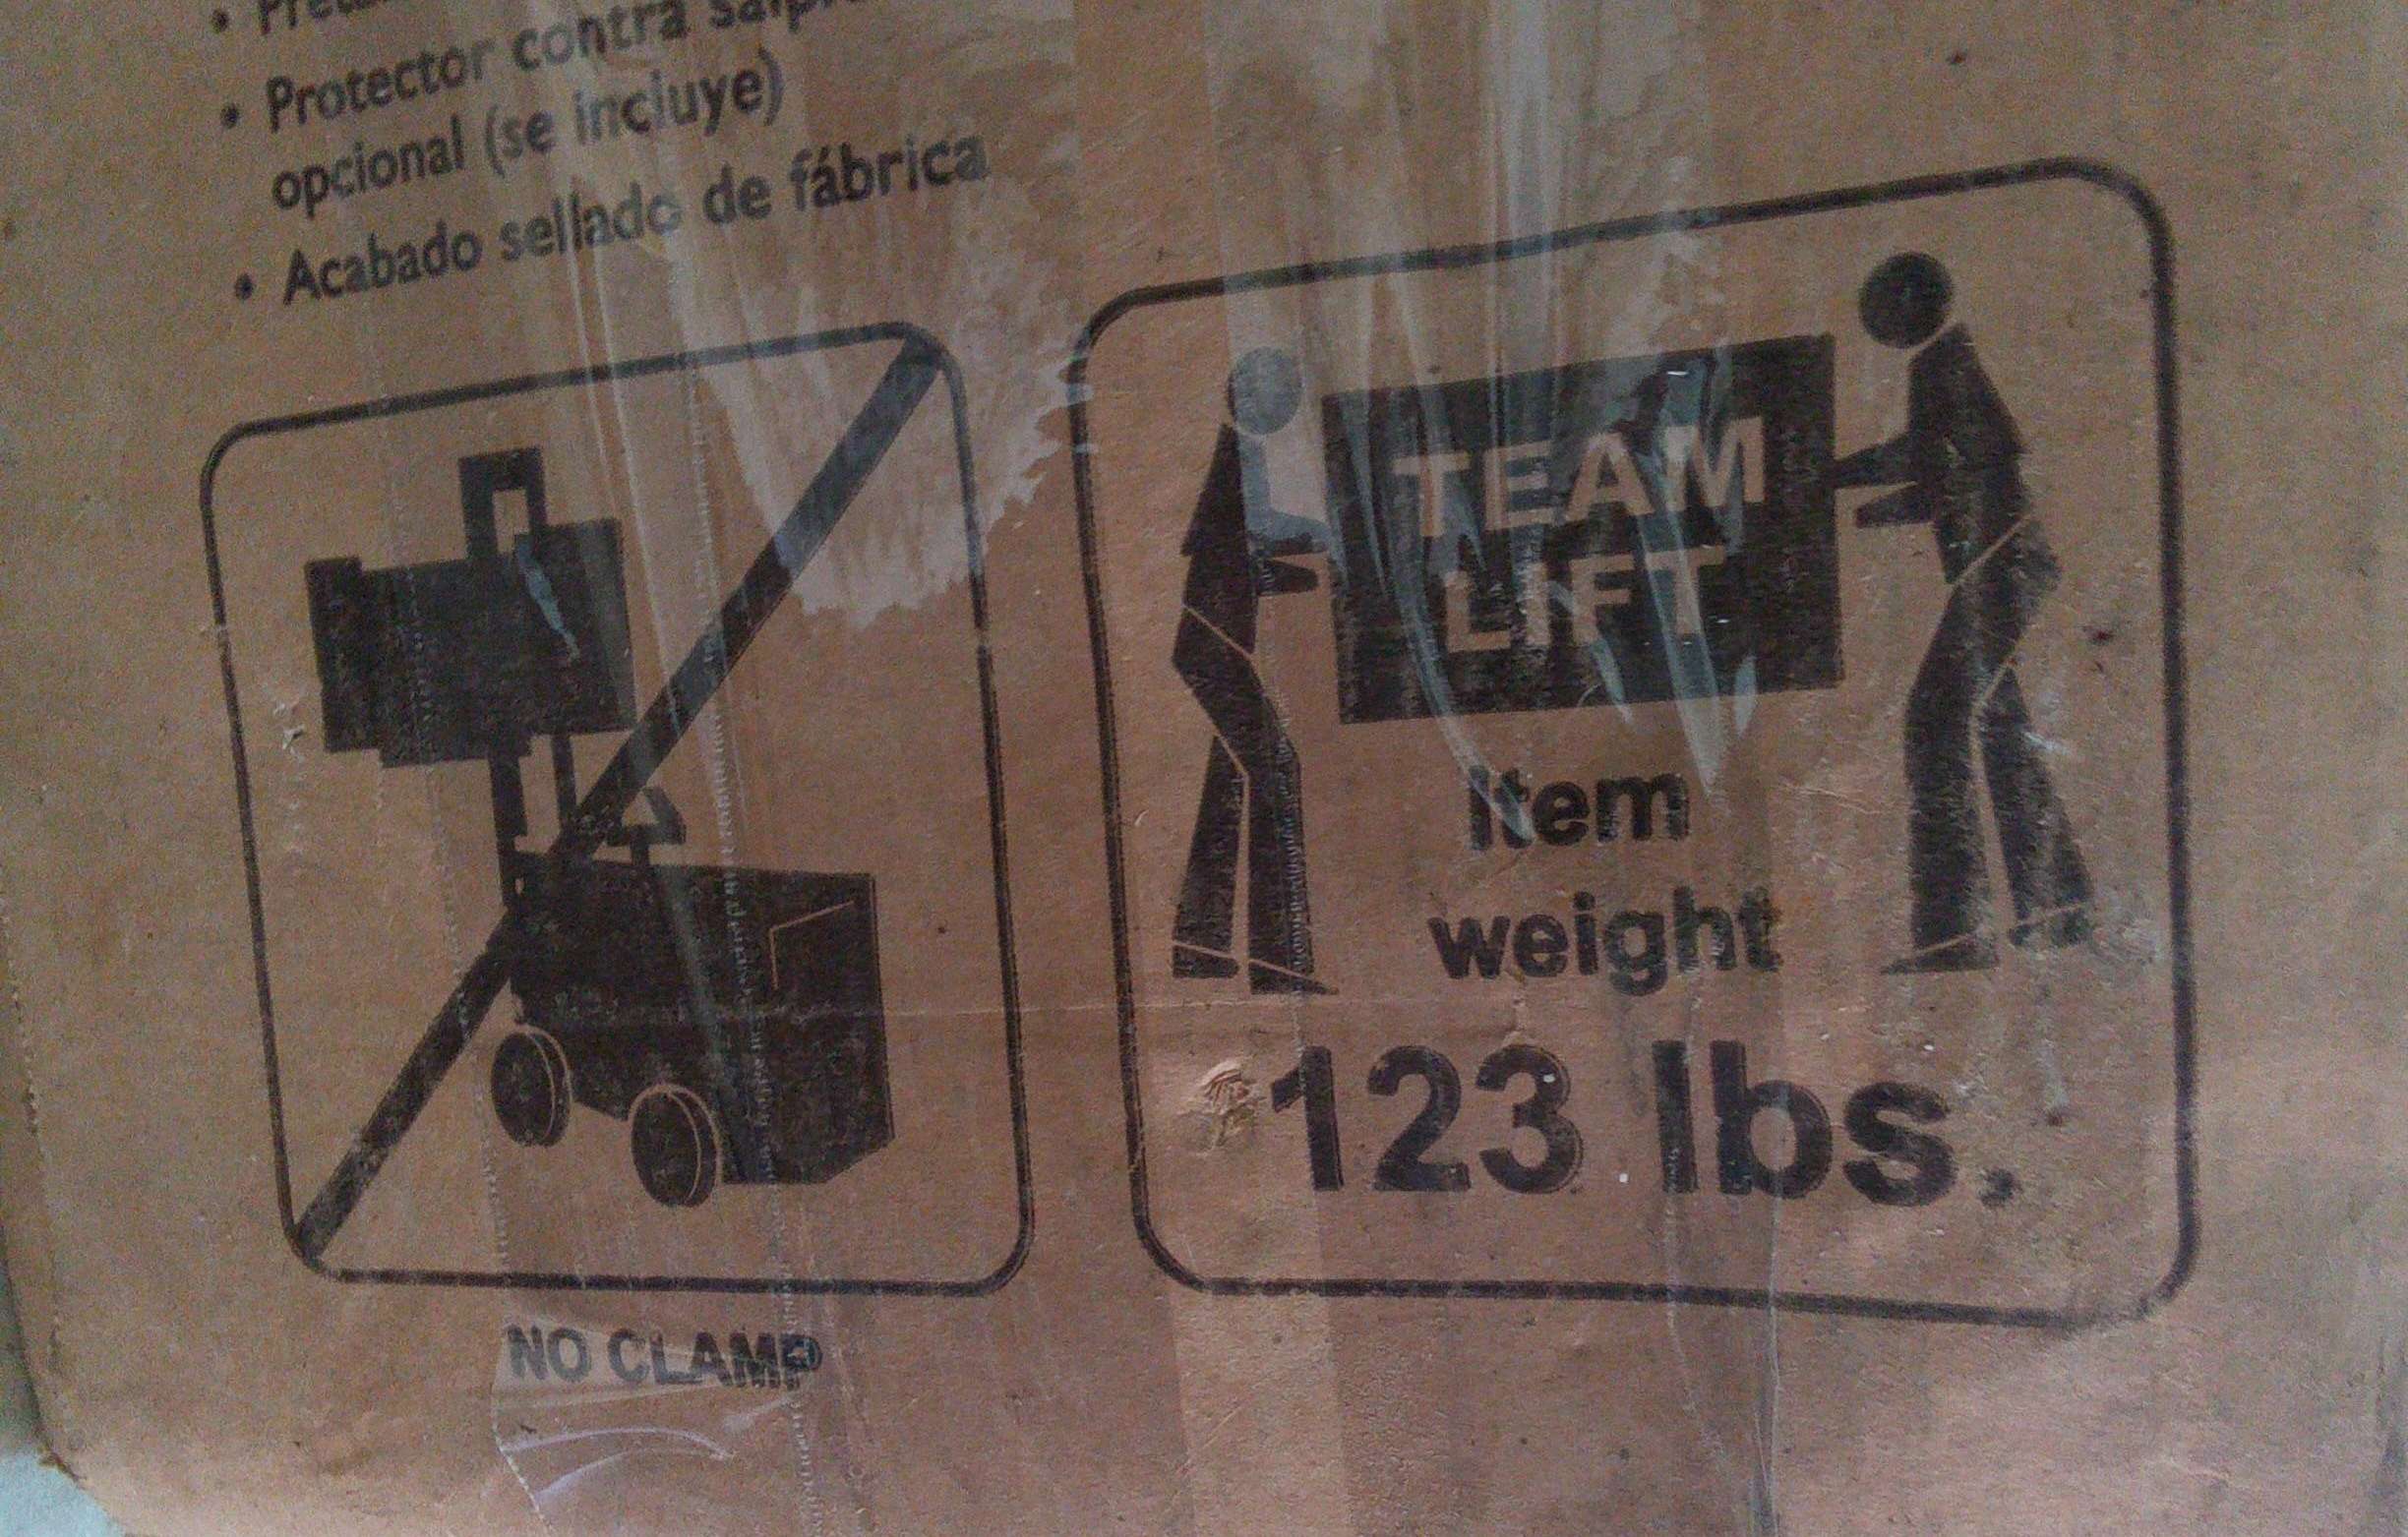 • Protector contra
opcional (se incluye)
• Acabado sellado de fábrica
TEAM
LIFT
Item
weight
123 lbs.
NO CLAMP